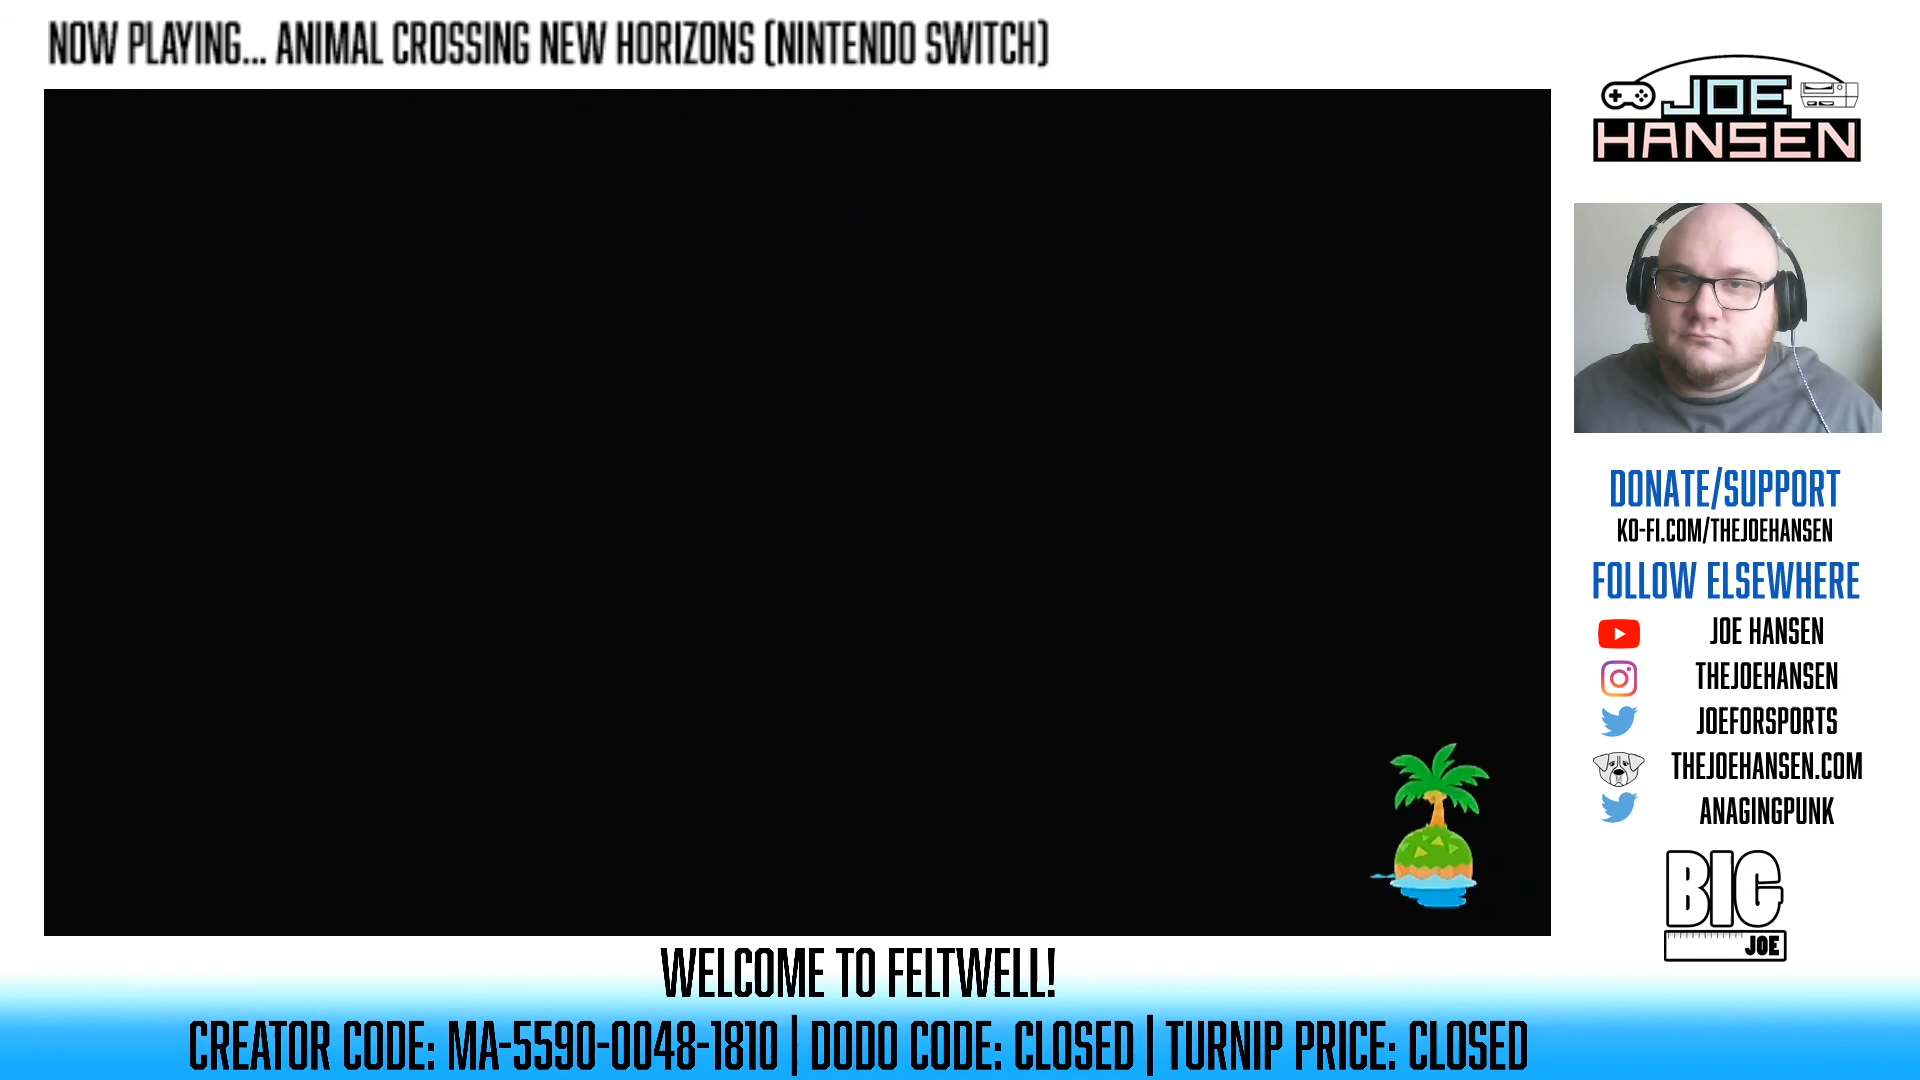 NOW PLAYING... ANIMAL CROSSING NEW HORIZONS (NINTENDO SWITCH)
JOE
HANSEN
DONATE/SUPPORT
KO-FI.COM/THEJOEHANSEN
FOLLOW ELSEWHERE
JOE HANSEN
THEJOEHANSEN
JOEFORSPORTS
THEJOEHANSEN.COM
ANAGINGPUNK
BIG
JOE
WELCOME TO FELTWELL!
CREATOR CODE: MA-5590-0048-1810 | DODO CODE: CLOSED | TURNIP PRICE: CLOSED